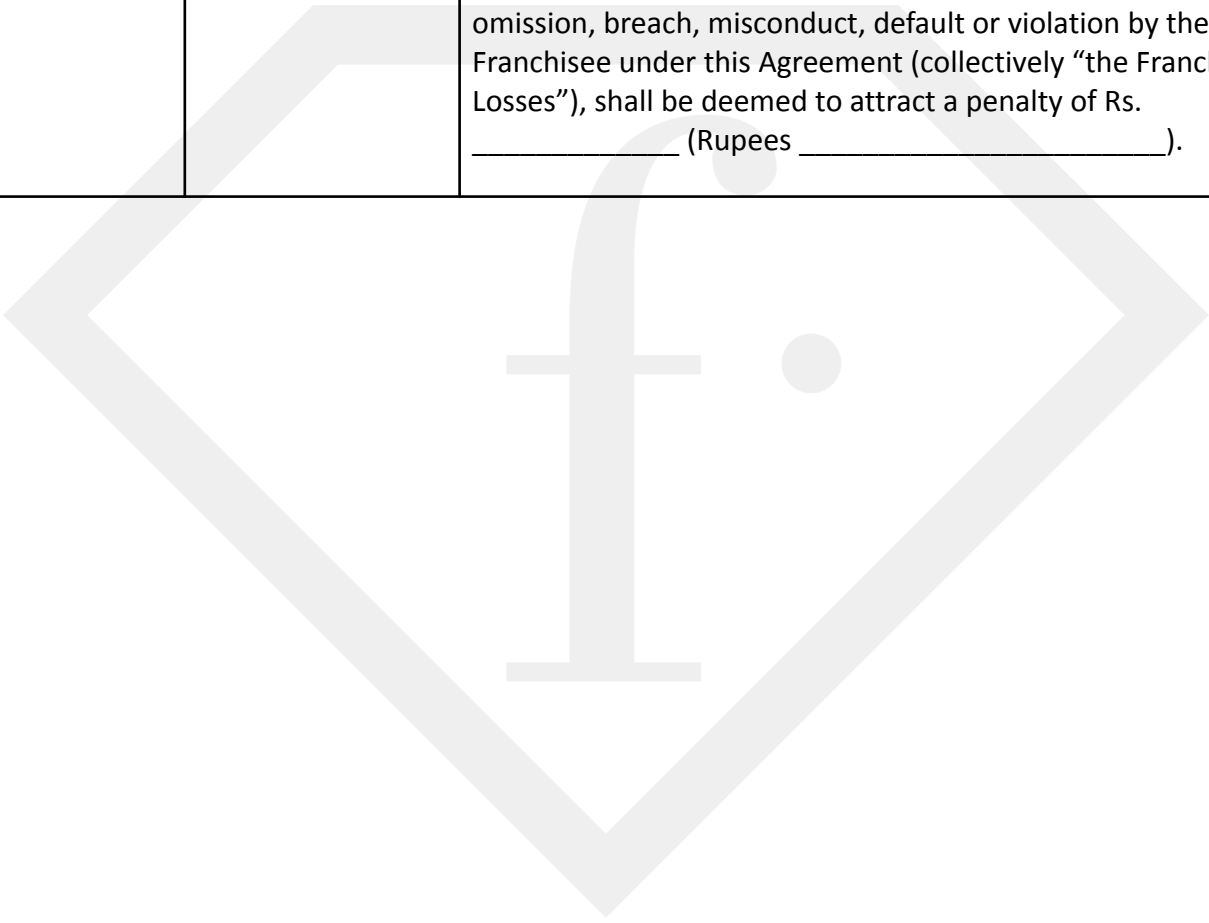 omission, breach, misconduct, default or violation by the
Franchisee under this Agreement (collectively “the
Losses”), shall be deemed to attract a penalty of Rs.
_____________ (Rupees _______________________).
f